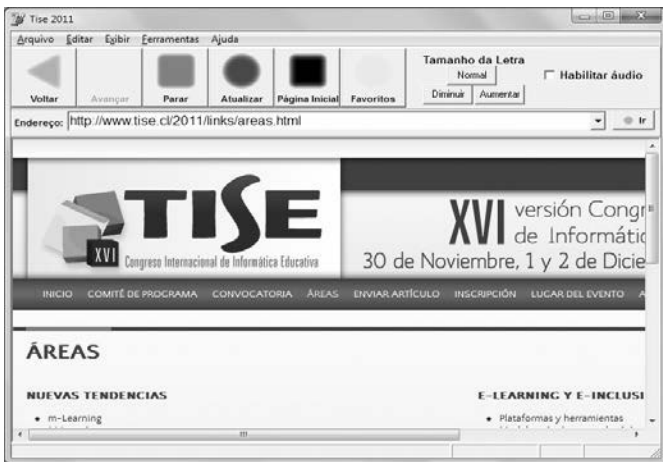 Tise 2011
Arquivo Editar Exibir Ferramentas Ajuda
Voltar Avançar Parar Atualizar Página Inicial Favoritos
Tamanho da Letra
Normal
Diminuir Aumentar
Habilitar áudio
Endereço: http://www.tise.cl/2011/links/areas.html Ir
XVI
TISE
Congreso Internacional de Informática Educativa
XVI versión Congr
de Informátic
30 de Noviembre, 1 y 2 de Dicie
INICIO COMITÉ DE PROGRAMA CONVOCATORIA ÁREAS ENVIAR ARTÍCULO INSCRIPCIÓN LUGAR DEL EVENTO A
ÁREAS
NUEVAS TENDENCIAS
• m-Learning
E-LEARNING Y E-INCLUSI
• Plataformas y herramientas